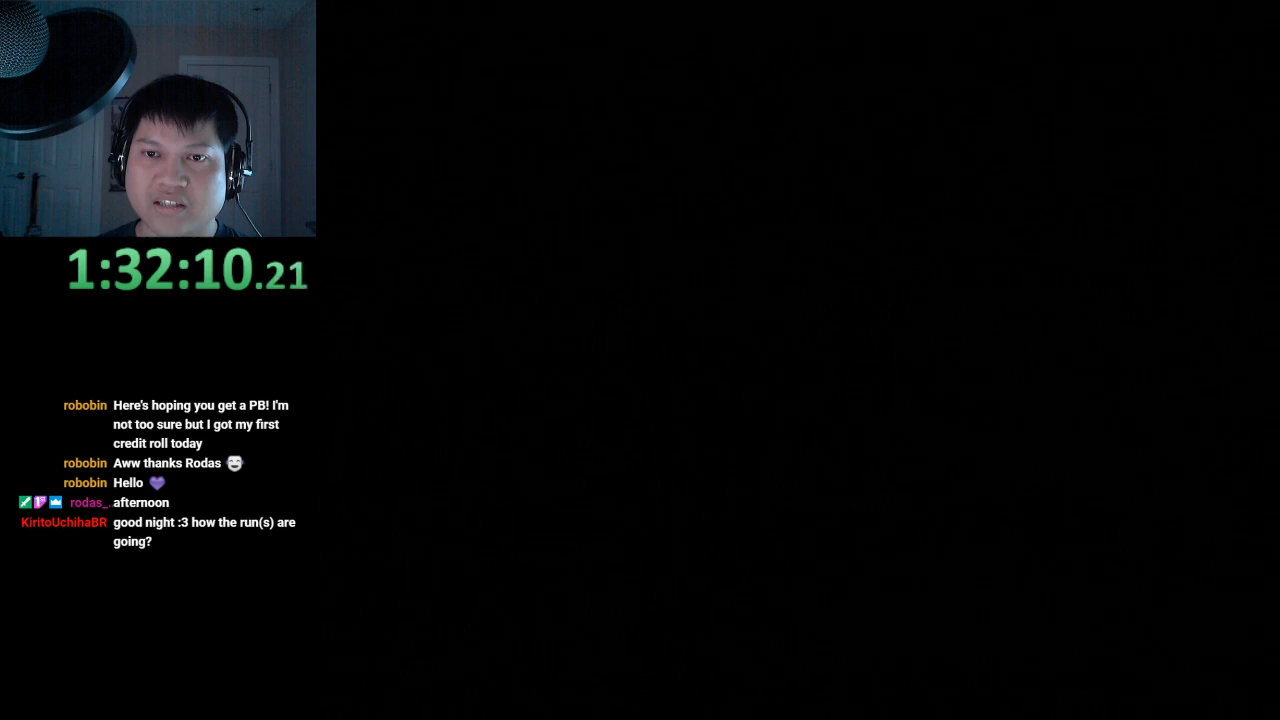 1:32:10.21
robobin Here's hoping you get a PB! I'm
not too sure but I got my first
credit roll today
robobin Aww thanks Rodas
robobin Hello
rodas_.. afternoon
KiritoUchihaBR good night :3 how the run(s) are
going?